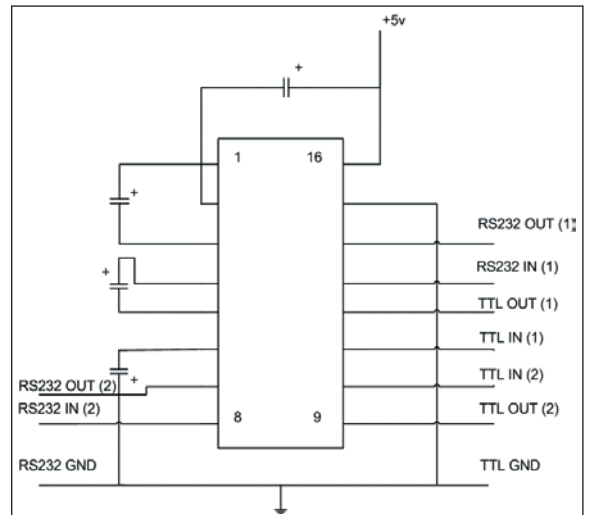 +5v
+
1
16
+
RS232 OUT (1)
RS232 IN (1)
+
TTL OUT (1)
TTL IN (1)
+
TTL IN (2)
RS232 OUT (2)
RS232 IN (2)
8
9
TTL OUT (2)
RS232 GND
TTL GND